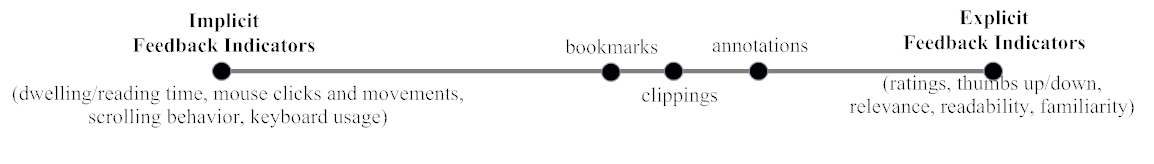 Implicit
Feedback Indicators
(dwelling/reading time, mouse clicks and movements,
scrolling behavior, keyboard usage)
bookmarks
clippings
annotations
Explicit
Feedback Indicators
(ratings, thumbs up/down,
relevance, readability, familiarity)